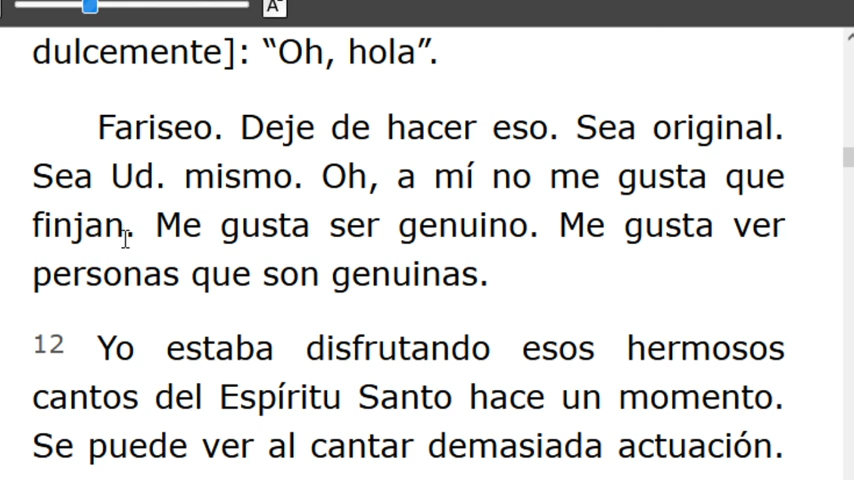 A
dulcemente]: “Oh, hola”.
Fariseo. Deje de hacer eso. Sea original.
Sea Ud. mismo. Oh, a mí no me gusta que
finjan. Me gusta ser genuino. Me gusta ver
personas que son genuinas.
12 Yo estaba disfrutando esos hermosos
cantos del Espíritu Santo hace un momento.
Se puede ver al cantar demasiada actuación.